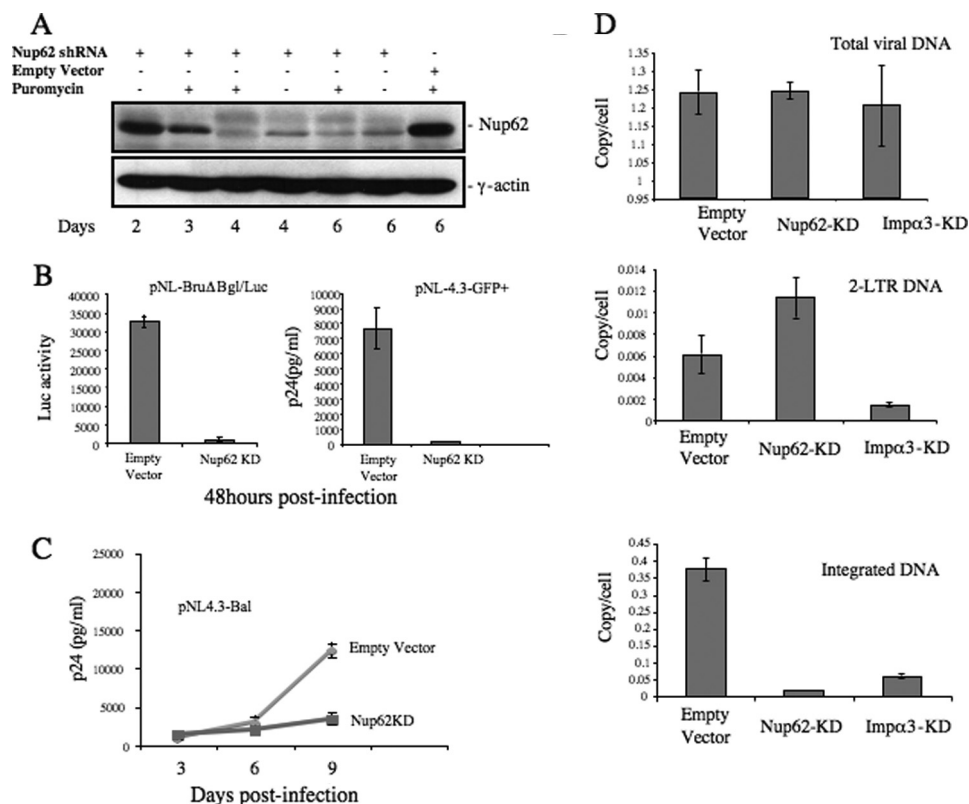 A
Nup62 shRNA + + + + + + -
Empty Vector - - - - - - +
Puromycin - + + - + - +
- Nup62
- γ-actin
Days 2 3 4 4 6 6 6
B
pNL-BruΔBgl/Luc
Luc activity
40000
35000
30000
25000
20000
15000
10000
5000
0
Empty Vector
Nup62 KD
pNL-4.3-GFP+
p24(pg/ml)
10000
9000
8000
7000
6000
5000
4000
3000
2000
1000
0
Empty Vector
Nup62 KD
48hours post-infection
C
p24 (pg/ml)
25000
20000
15000
10000
5000
0
pNL4.3-Bal
Empty Vector
Nup62KD
3 6 9
Days post-infection
D
Total viral DNA
Copy/cell
1.35
1.3
1.25
1.2
1.15
1.1
1.05
1
0.95
Empty Vector
Nup62-KD
Impα3-KD
2-LTR DNA
Copy/cell
0.014
0.012
0.01
0.008
0.006
0.004
0.002
0
Empty Vector
Nup62-KD
Impα3-KD
Integrated DNA
Copy/cell
0.45
0.4
0.35
0.3
0.25
0.2
0.15
0.1
0.05
0
Empty Vector
Nup62-KD
Impα3-KD